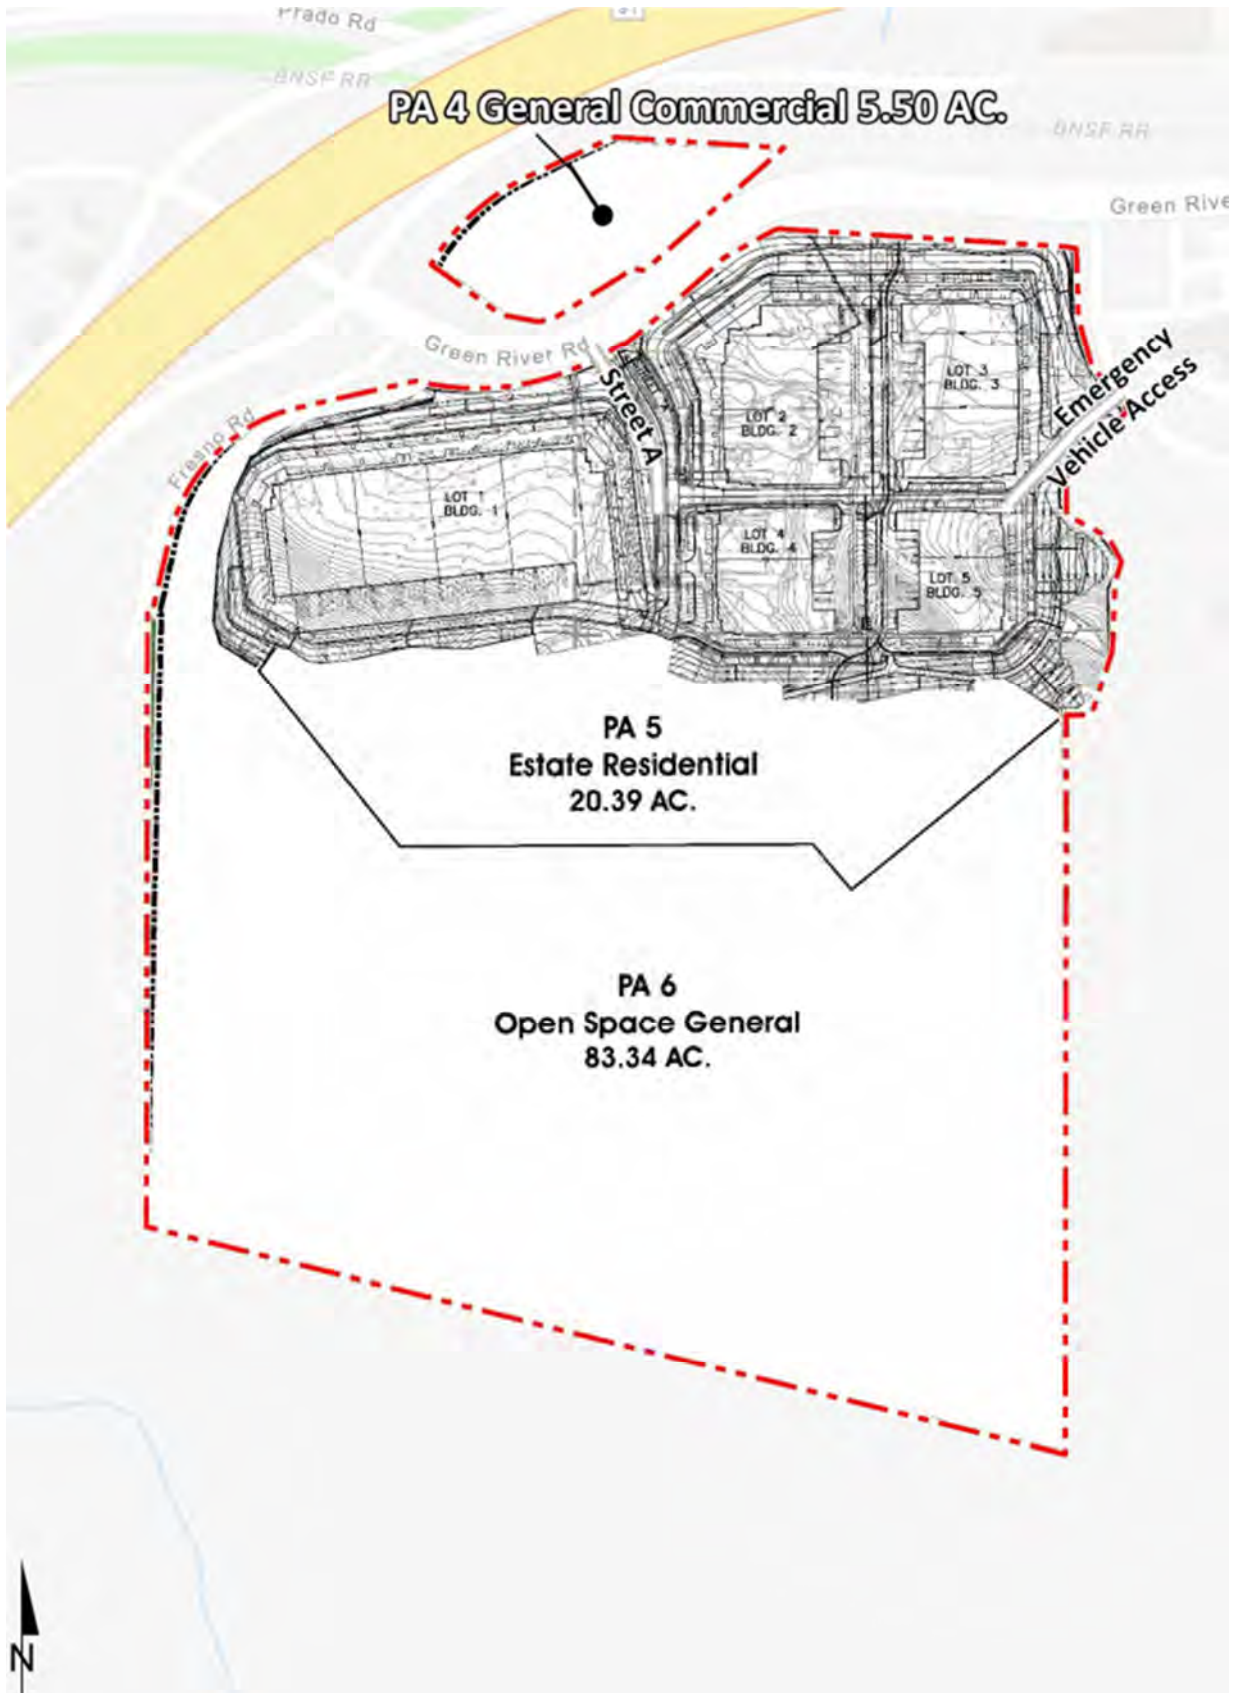 Prado Rd
91
BNSF RR
PA 4 General Commercial 5.50 AC.
BNSF RR
Green Rive
Green River Rd
Street A
Fresno Rd
LOT 1
BLDG. 1
LOT 2
BLDG. 2
LOT 3
BLDG. 3
Emergency
Vehicle Access
LOT 4
BLDG. 4
LOT 5
BLDG. 5
PA 5
Estate Residential
20.39 AC.
PA 6
Open Space General
83.34 AC.
N